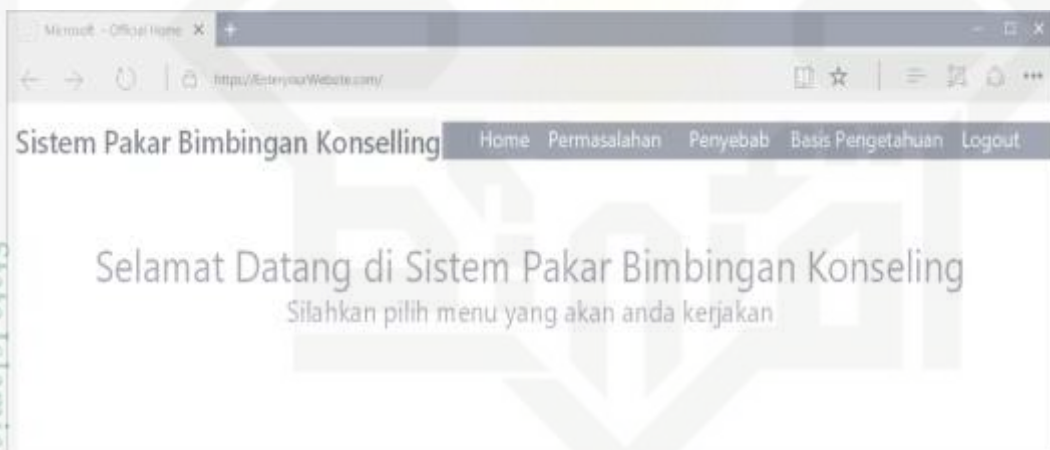 Microsoft - Official Home
https://EnteryourWebsite.com/
Sistem Pakar Bimbingan Konselling Home Permasalahan Penyebab Basis Pengetahuan Logout
Selamat Datang di Sistem Pakar Bimbingan Konseling
Silahkan pilih menu yang akan anda kerjakan